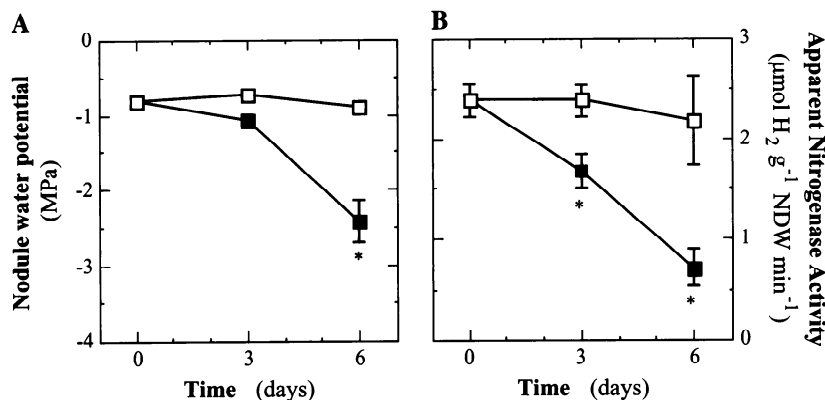 A
B
0
-1
-2
-3
-4
Nodule water potential
(MPa)
0 3 6
Time (days)
*
3
2
1
0
Apparent Nitrogenase Activity
(μmol H₂ g⁻¹ NDW min⁻¹)
0 3 6
Time (days)
*
*